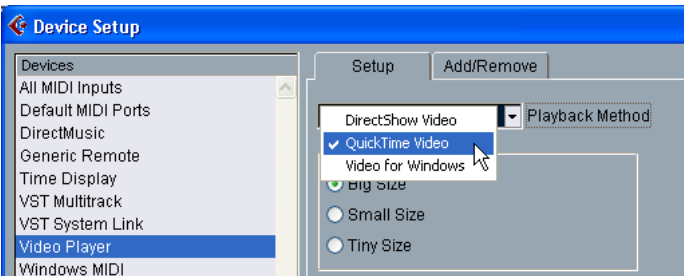 Device Setup
Devices
All MIDI Inputs
Default MIDI Ports
DirectMusic
Generic Remote
Time Display
VST Multitrack
VST System Link
Video Player
Windows MIDI
Setup
Add/Remove
DirectShow Video
QuickTime Video
Video for Windows
Playback Method
Big Size
Small Size
Tiny Size